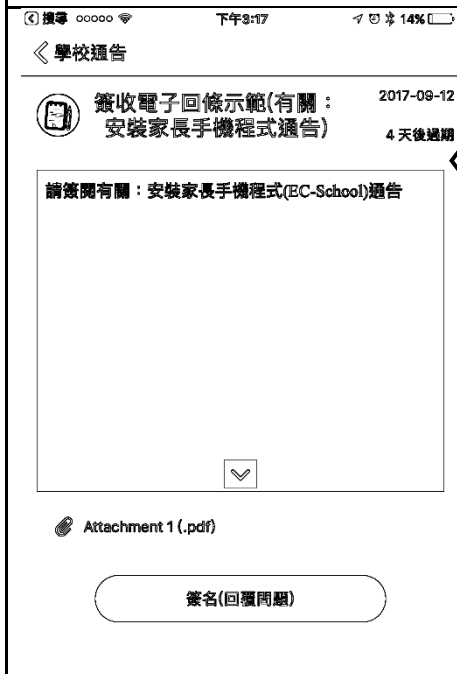 搜尋 ○○○○○ 下午3:17 14%
學校通告
簽收電子回條示範(有關：
安裝家長手機程式通告)
2017-09-12
4 天後過期
請簽閱有關：安裝家長手機程式(EC-School)通告
Attachment 1 (.pdf)
簽名(回覆問題)